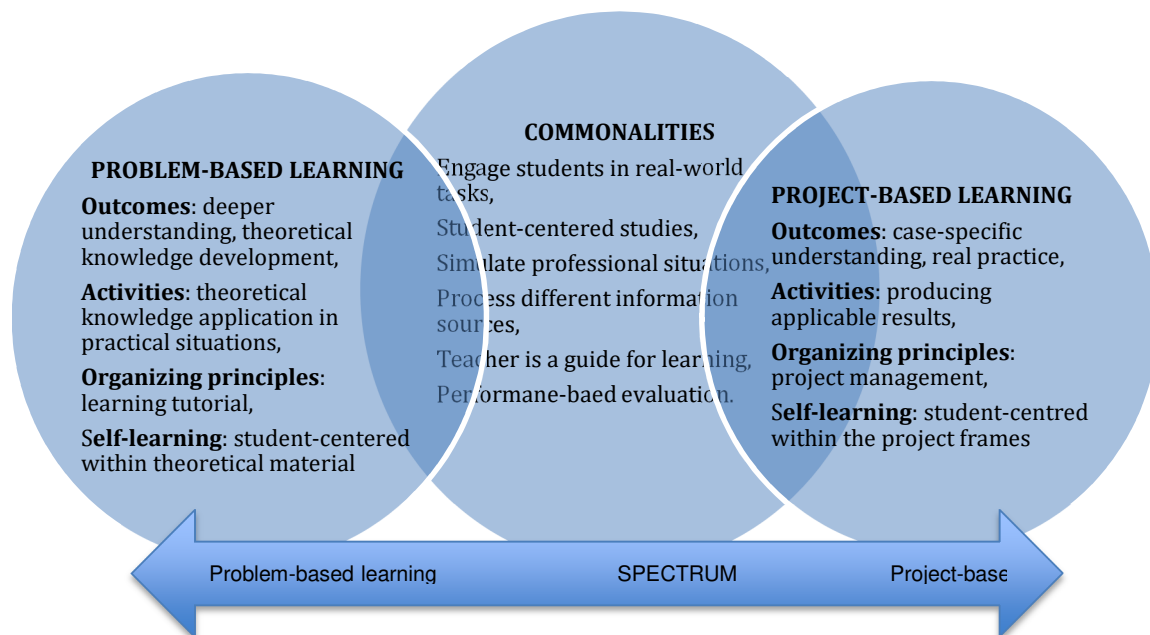 PROBLEM-BASED LEARNING
Outcomes: deeper
understanding, theoretical
knowledge development,
Activities: theoretical
knowledge application in
practical situations,
Organizing principles:
learning tutorial,
Self-learning: student-centered
within theoretical material
COMMONALITIES
Engage students in real-world
tasks,
Student-centered studies,
Simulate professional situations,
Process different information
sources,
Teacher is a guide for learning,
Performane-baed evaluation.
PROJECT-BASED LEARNING
Outcomes: case-specific
understanding, real practice,
Activities: producing
applicable results,
Organizing principles:
project management,
Self-learning: student-centred
within the project frames
Problem-based learning SPECTRUM Project-base